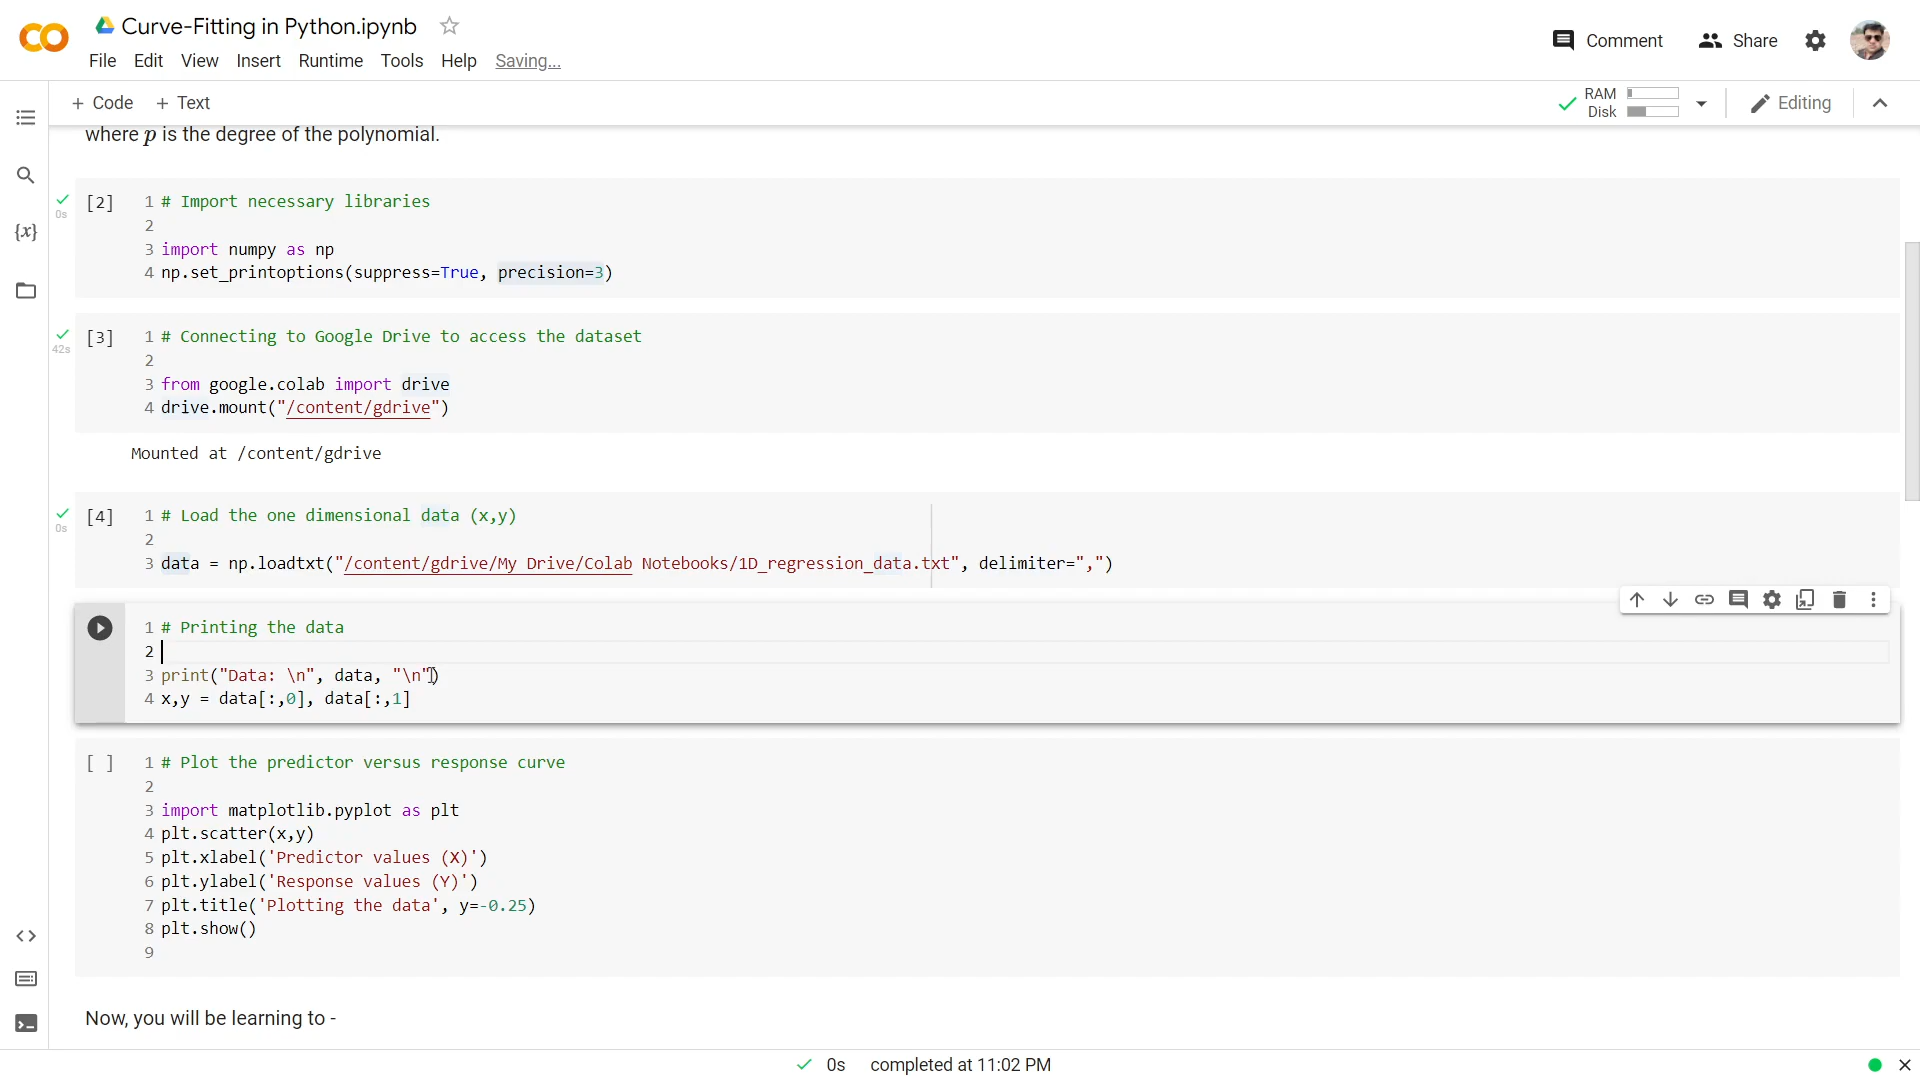 Curve-Fitting in Python.ipynb
File Edit View Insert Runtime Tools Help Saving...
Comment Share
+ Code + Text
RAM
Disk
Editing
where p is the degree of the polynomial.
0s
[2]
1 # Import necessary libraries
2
3 import numpy as np
4 np.set_printoptions(suppress=True, precision=3)
42s
[3]
1 # Connecting to Google Drive to access the dataset
2
3 from google.colab import drive
4 drive.mount("/content/gdrive")
Mounted at /content/gdrive
0s
[4]
1 # Load the one dimensional data (x,y)
2
3 data = np.loadtxt("/content/gdrive/My Drive/Colab Notebooks/1D_regression_data.txt", delimiter=",")
1 # Printing the data
2
3 print("Data: \n", data, "\n")
4 x,y = data[:,0], data[:,1]
[ ]
1 # Plot the predictor versus response curve
2
3 import matplotlib.pyplot as plt
4 plt.scatter(x,y)
5 plt.xlabel('Predictor values (X)')
6 plt.ylabel('Response values (Y)')
7 plt.title('Plotting the data', y=-0.25)
8 plt.show()
9
Now, you will be learning to -
0s completed at 11:02 PM